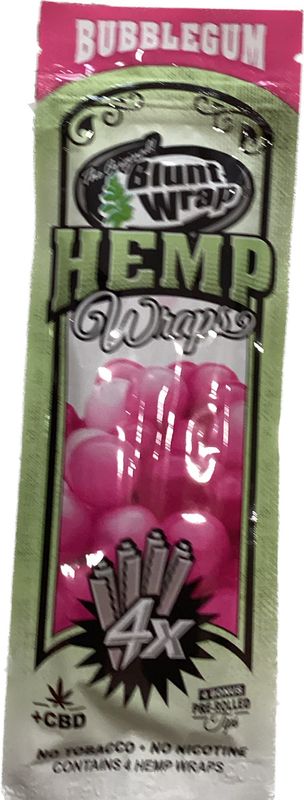 BUBBLEGUM
The Original
Blunt
Wrap
HEMP
Wraps
4x
+CBD
4 BONUS
PRE-ROLLED
Tips
NO TOBACCO • NO NICOTINE
CONTAINS 4 HEMP WRAPS